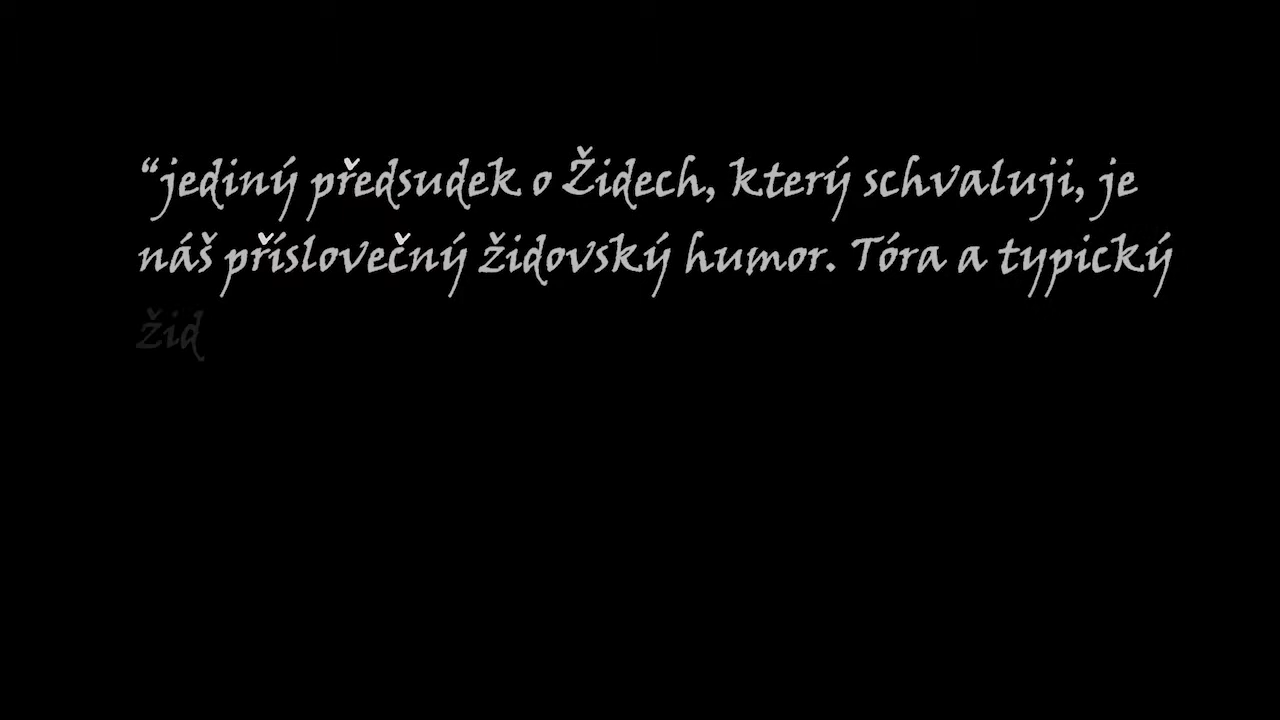 “jediný předsudek o Židech, který schvaluji, je
náš příslovečný židovský humor. Tóra a typický
žid